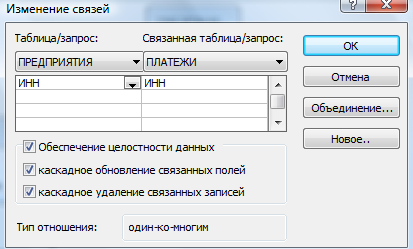 Изменение связей
Таблица/запрос: Связанная таблица/запрос:
ПРЕДПРИЯТИЯ ПЛАТЕЖИ
ИНН ИНН
Обеспечение целостности данных
каскадное обновление связанных полей
каскадное удаление связанных записей
Тип отношения: один-ко-многим
ОК
Отмена
Объединение...
Новое..